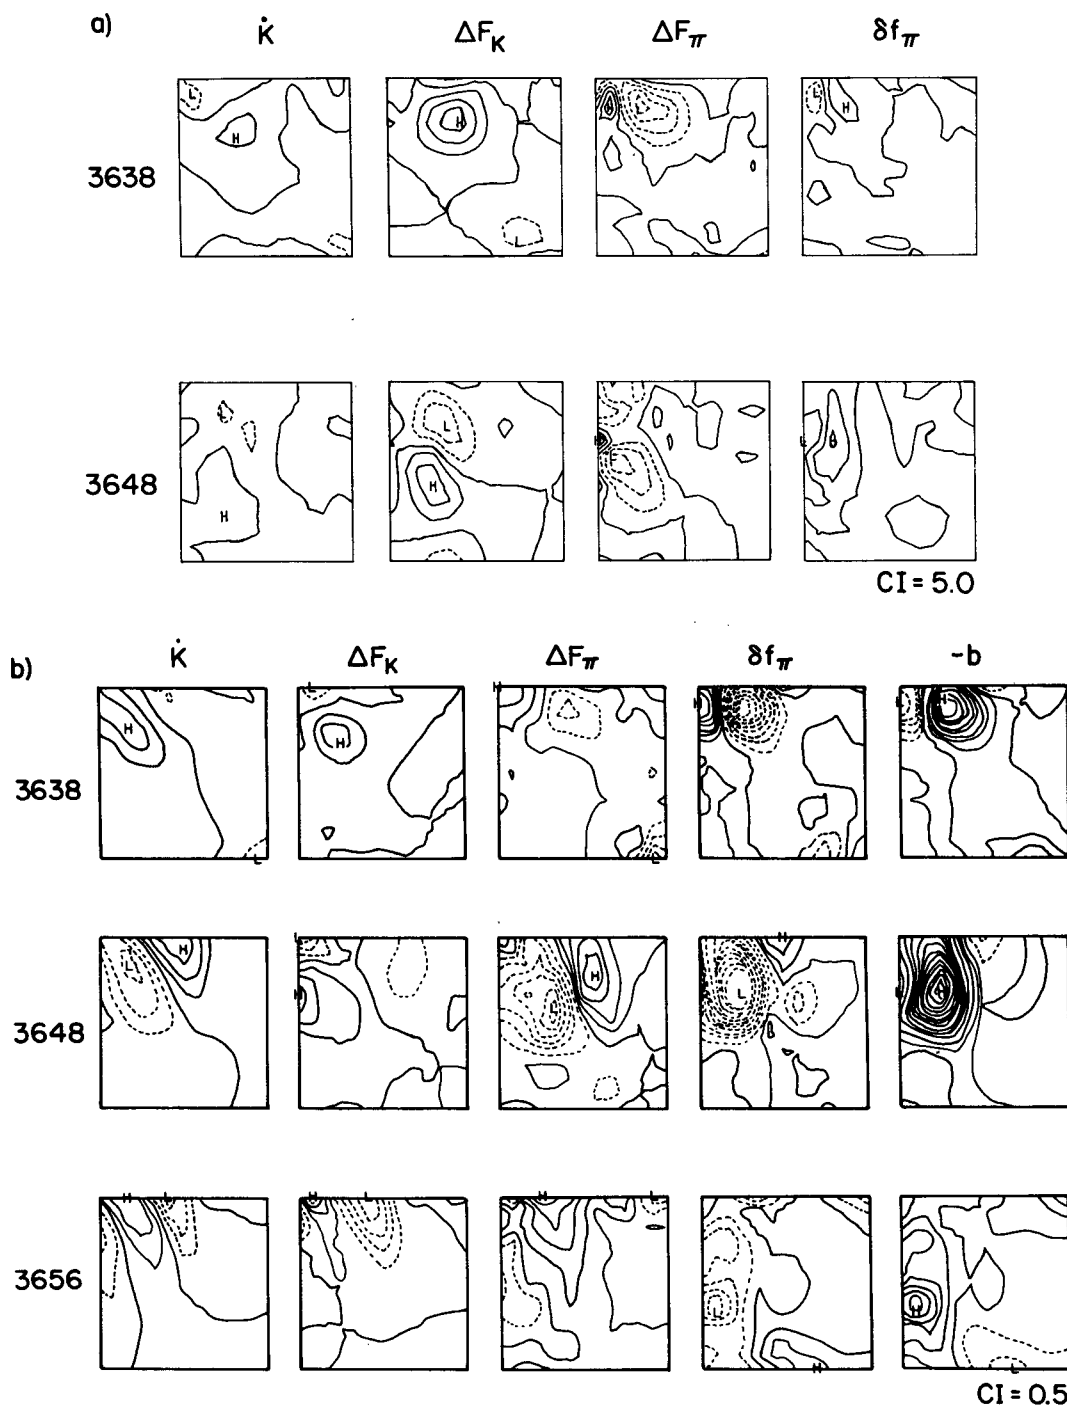 a)
K̇ ΔF_K ΔF_π δf_π
L H H L H L L H
3638
L H L H H L L
3648
CI = 5.0
b)
K̇ ΔF_K ΔF_π δf_π -b
H L L H H L H L H
3638
H L L H H L H L L H
3648
H L H L H L L H H L
3656
CI = 0.5